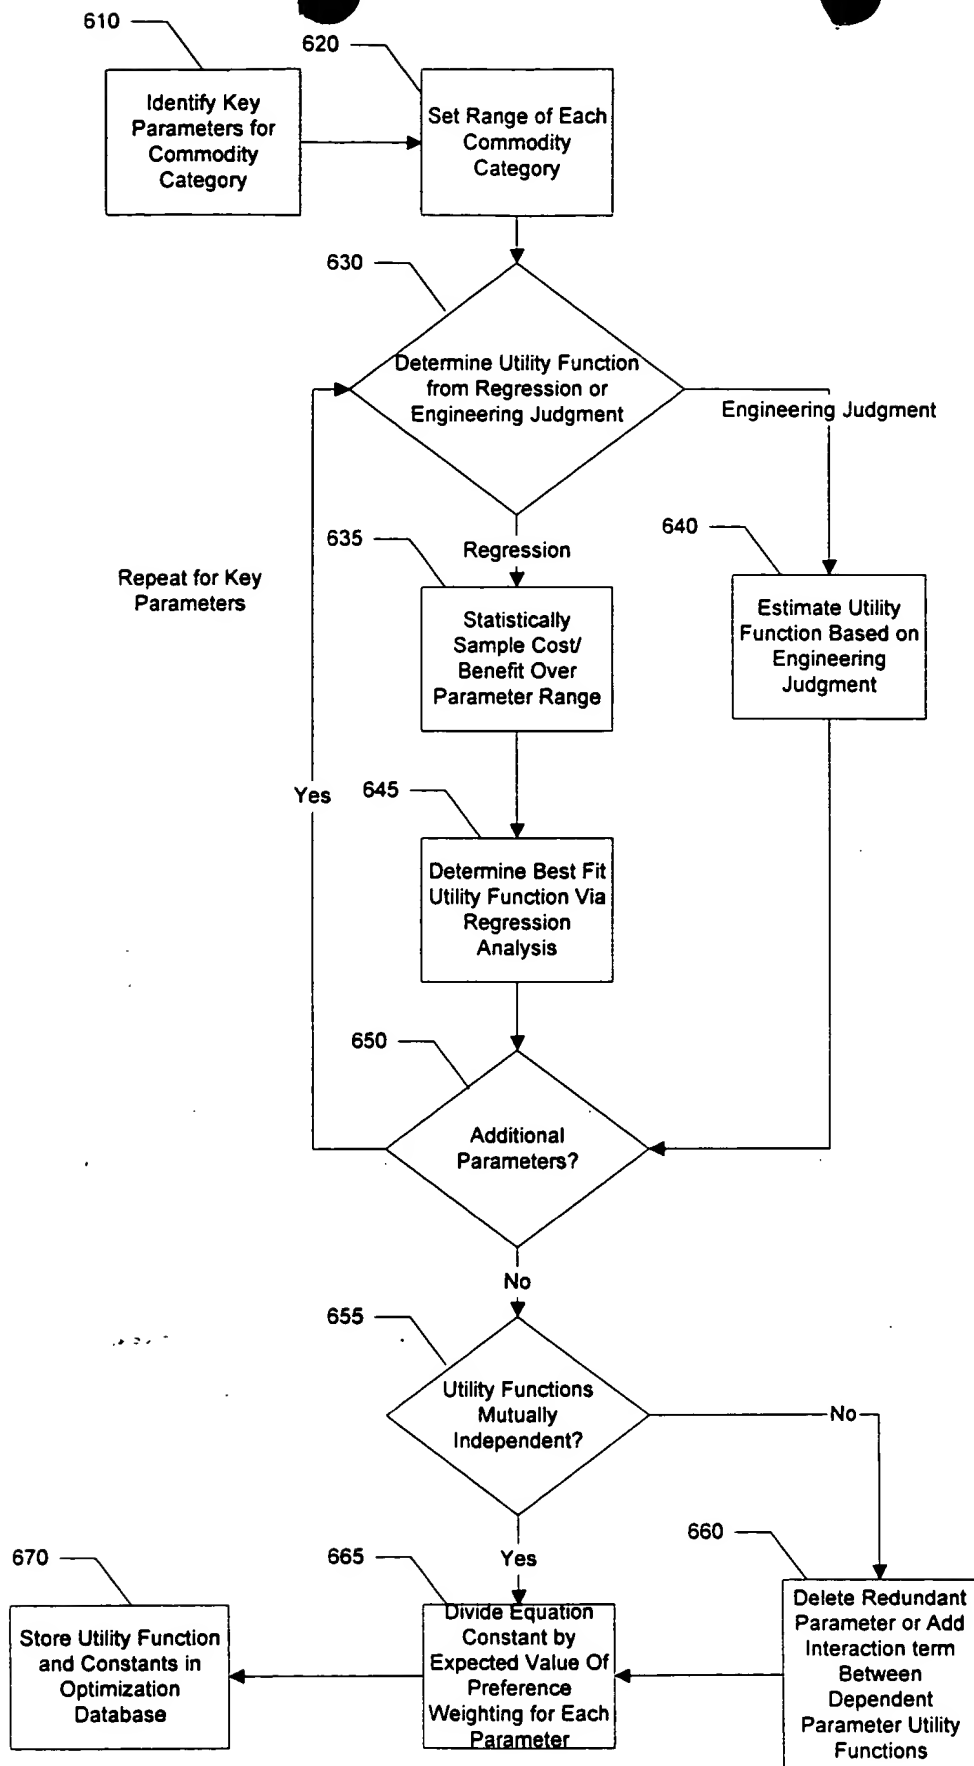 610
620
Identify Key
Parameters for
Commodity
Category
Set Range of Each
Commodity
Category
630
Determine Utility Function
from Regression or
Engineering Judgment
Engineering Judgment
635
Regression
640
Repeat for Key
Parameters
Statistically
Sample Cost/
Benefit Over
Parameter Range
Estimate Utility
Function Based on
Engineering
Judgment
Yes
645
Determine Best Fit
Utility Function Via
Regression
Analysis
650
Additional
Parameters?
No
655
Utility Functions
Mutually
Independent?
No
660
670
665
Yes
Store Utility Function
and Constants in
Optimization
Database
Divide Equation
Constant by
Expected Value Of
Preference
Weighting for Each
Parameter
Delete Redundant
Parameter or Add
Interaction term
Between
Dependent
Parameter Utility
Functions